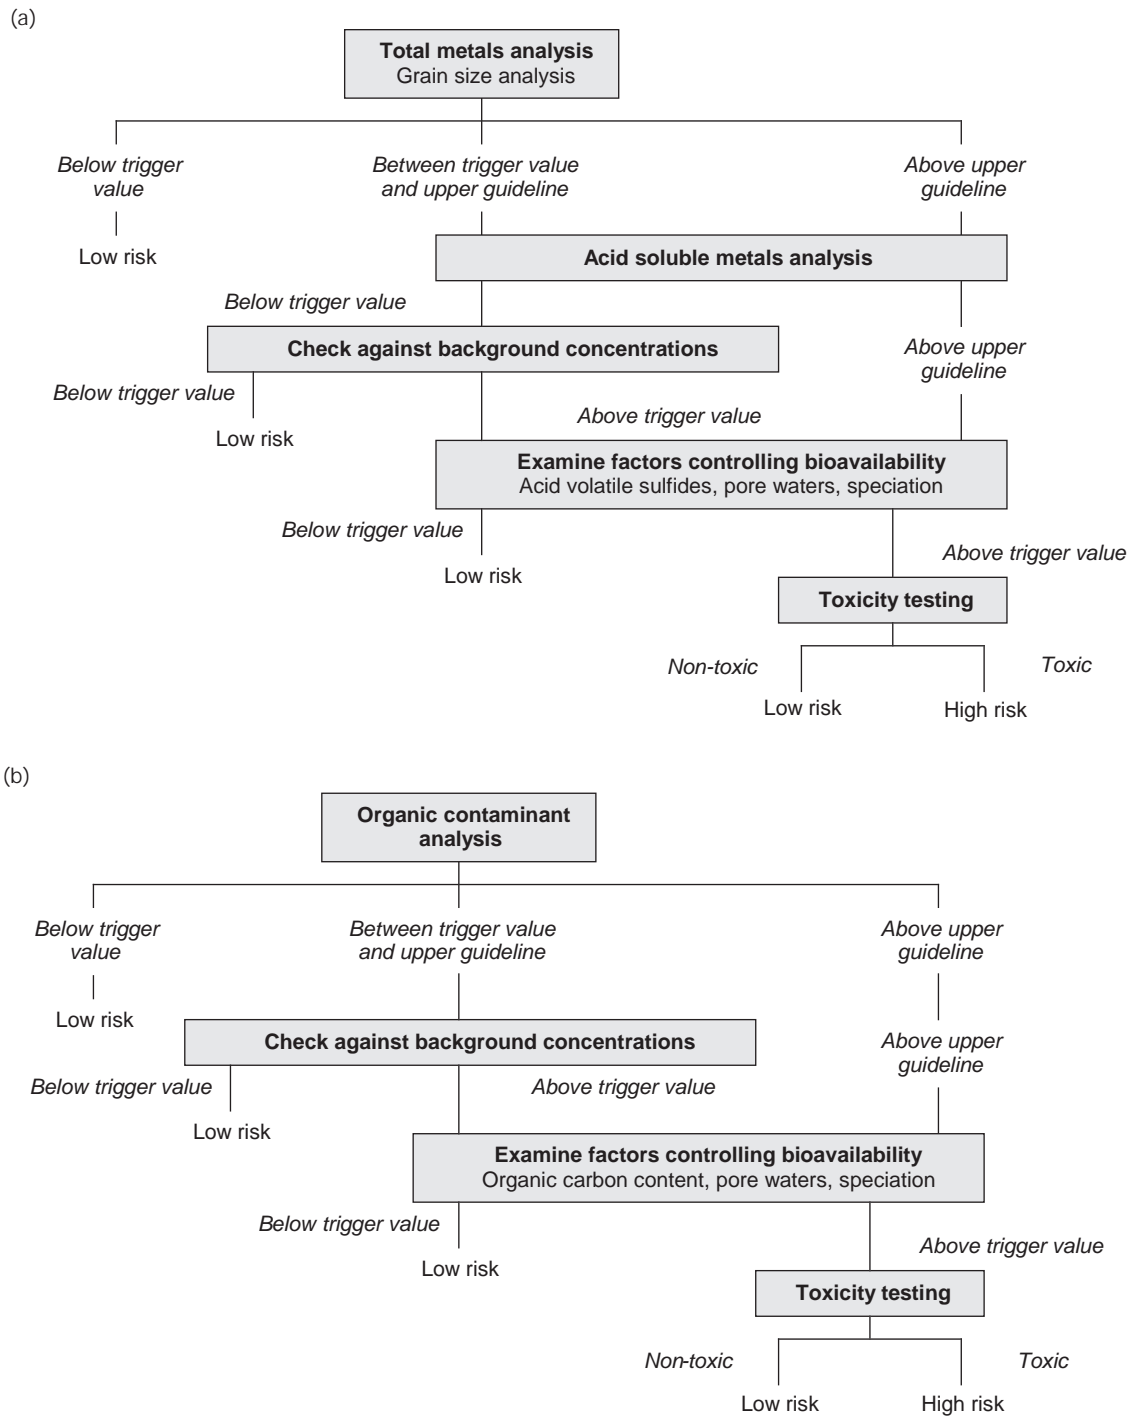 (a)
Total metals analysis
Grain size analysis
Below trigger
value
Between trigger value
and upper guideline
Above upper
guideline
Low risk
Acid soluble metals analysis
Below trigger value
Check against background concentrations
Above upper
guideline
Below trigger value
Low risk
Above trigger value
Examine factors controlling bioavailability
Acid volatile sulfides, pore waters, speciation
Below trigger value
Low risk
Above trigger value
Toxicity testing
Non-toxic
Toxic
Low risk
High risk
(b)
Organic contaminant
analysis
Below trigger
value
Between trigger value
and upper guideline
Above upper
guideline
Low risk
Check against background concentrations
Above upper
guideline
Below trigger value
Above trigger value
Low risk
Examine factors controlling bioavailability
Organic carbon content, pore waters, speciation
Below trigger value
Low risk
Above trigger value
Toxicity testing
Non-toxic
Toxic
Low risk
High risk